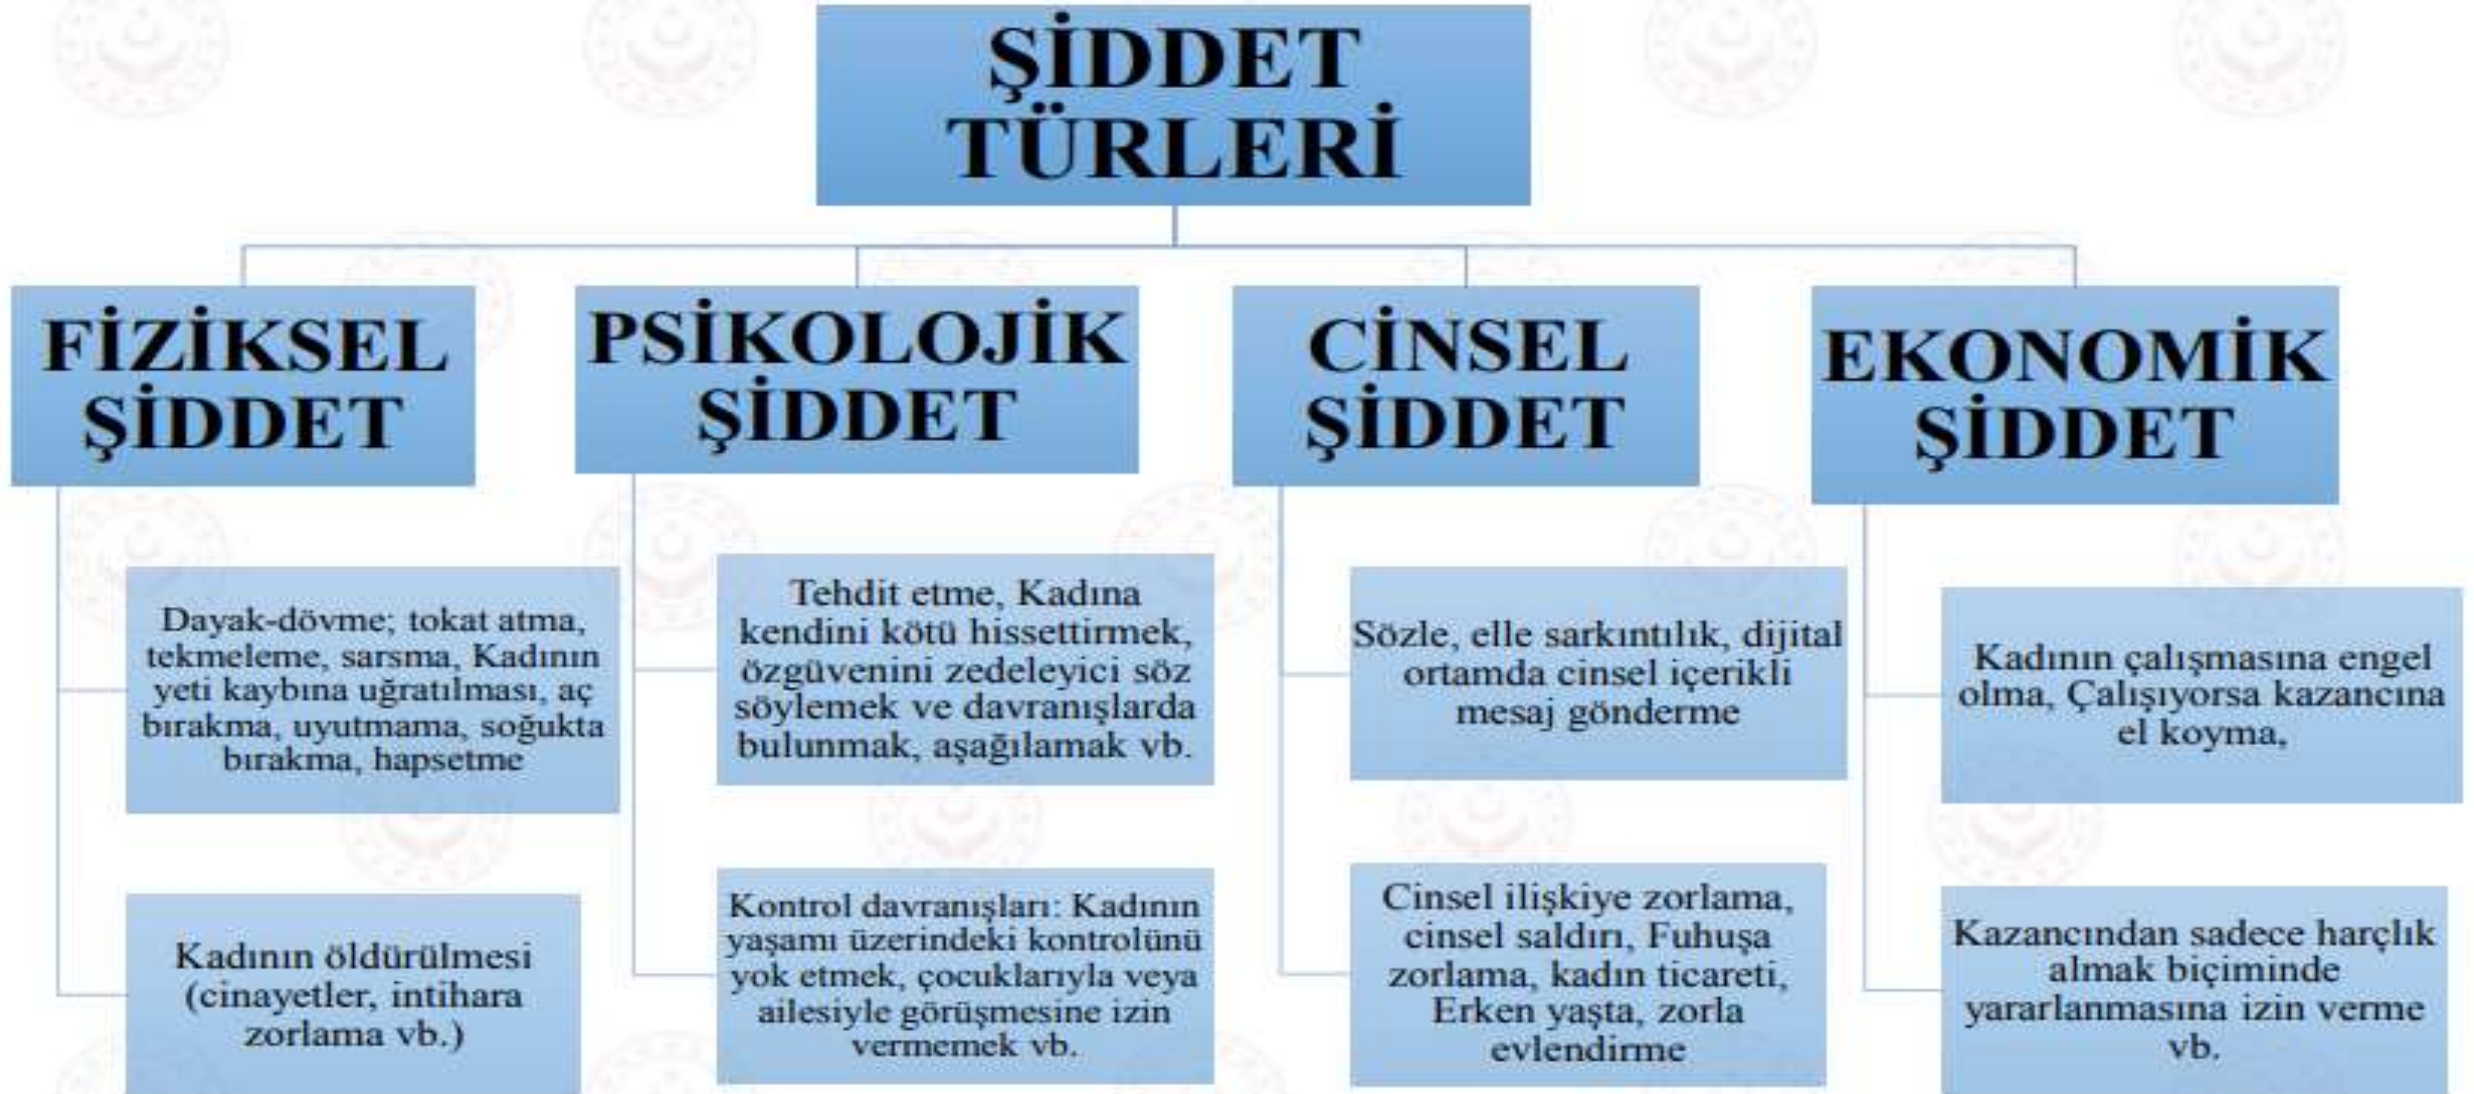 ŞİDDET
TÜRLERİ
FİZİKSEL
ŞİDDET
Dayak-dövme; tokat atma,
tekmeleme, sarsma, Kadının
yeti kaybına uğratılması, aç
bırakma, uyutmama, soğukta
bırakma, hapsetme
Kadının öldürülmesi
(cinayetler, intihara
zorlama vb.)
PSİKOLOJİK
ŞİDDET
Tehdit etme, Kadına
kendini kötü hissettirmek,
özgüvenini zedeleyici söz
söylemek ve davranışlarda
bulunmak, aşağılamak vb.
Kontrol davranışları: Kadının
yaşamı üzerindeki kontrolünü
yok etmek, çocuklarıyla veya
ailesiyle görüşmesine izin
vermemek vb.
CİNSEL
ŞİDDET
Sözle, elle sarkıntılık, dijital
ortamda cinsel içerikli
mesaj gönderme
Cinsel ilişkiye zorlama,
cinsel saldırı, Fuhuşa
zorlama, kadın ticareti,
Erken yaşta, zorla
evlendirme
EKONOMİK
ŞİDDET
Kadının çalışmasına engel
olma, Çalışıyorsa kazancına
el koyma,
Kazancından sadece harçlık
almak biçiminde
yararlanmasına izin verme
vb.